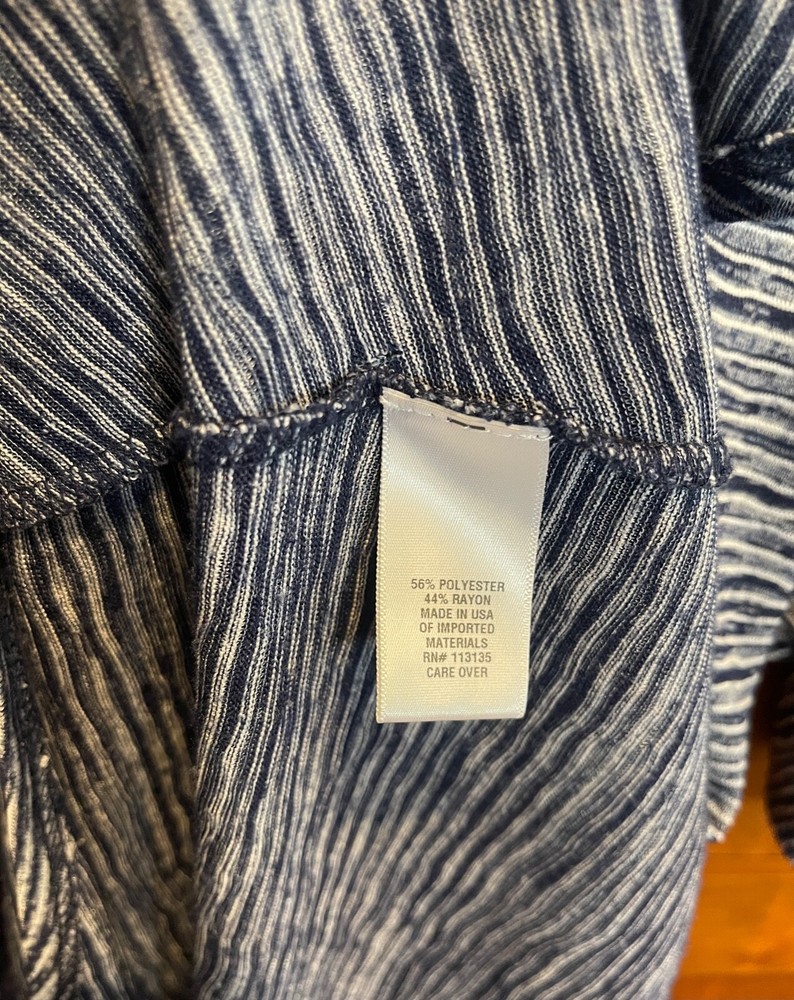 56% POLYESTER
44% RAYON
MADE IN USA
OF IMPORTED
MATERIALS
RN# 113135
CARE OVER